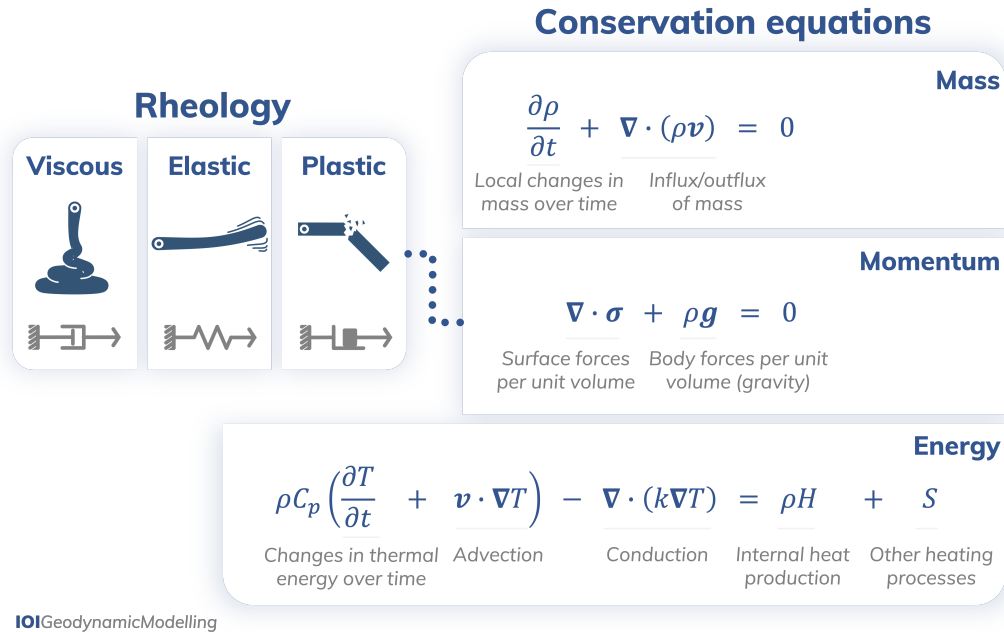 Conservation equations
Mass
∂ρ/∂t + ∇ · (ρv) = 0
Local changes in
mass over time
Influx/outflux
of mass
Rheology
Viscous
Elastic
Plastic
Momentum
∇ · σ + ρg = 0
Surface forces
per unit volume
Body forces per unit
volume (gravity)
Energy
ρCp(∂T/∂t + v · ∇T) − ∇ · (k∇T) = ρH + S
Changes in thermal
energy over time
Advection
Conduction
Internal heat
production
Other heating
processes
IOIGeodynamicModelling